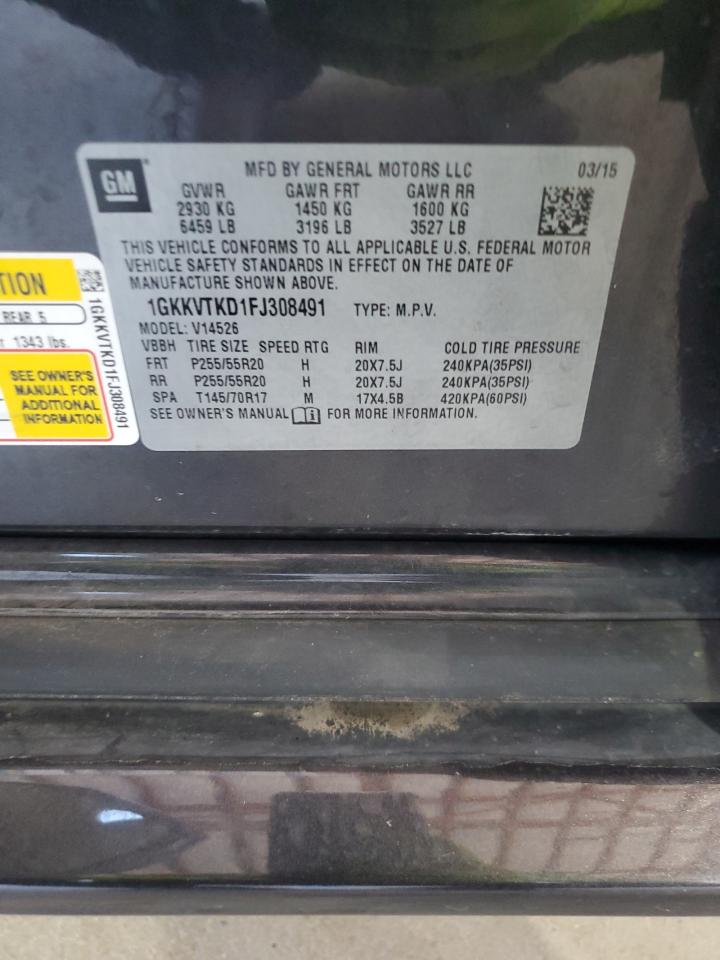 GM
MFD BY GENERAL MOTORS LLC 03/15
GVWR GAWR FRT GAWR RR
2930 KG 1450 KG 1600 KG
6459 LB 3196 LB 3527 LB
THIS VEHICLE CONFORMS TO ALL APPLICABLE U.S. FEDERAL MOTOR
VEHICLE SAFETY STANDARDS IN EFFECT ON THE DATE OF
MANUFACTURE SHOWN ABOVE.
1GKKVTKD1FJ308491 TYPE: M.P.V.
MODEL: V14526
VBBH TIRE SIZE SPEED RTG RIM COLD TIRE PRESSURE
FRT P255/55R20 H 20X7.5J 240KPA(35PSI)
RR P255/55R20 H 20X7.5J 240KPA(35PSI)
SPA T145/70R17 M 17X4.5B 420KPA(60PSI)
SEE OWNER'S MANUAL i FOR MORE INFORMATION.
REAR 5
1343 lbs.
SEE OWNER'S
MANUAL FOR
ADDITIONAL
INFORMATION
1GKKVTKD1FJ308491